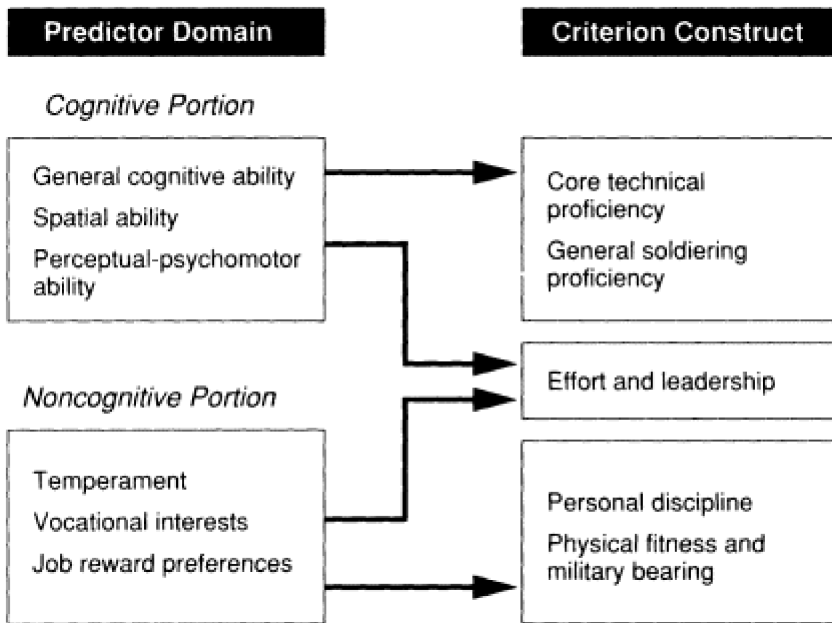 Predictor Domain
Criterion Construct
Cognitive Portion
General cognitive ability
Spatial ability
Perceptual-psychomotor
ability
Core technical
proficiency
General soldiering
proficiency
Effort and leadership
Noncognitive Portion
Temperament
Vocational interests
Job reward preferences
Personal discipline
Physical fitness and
military bearing